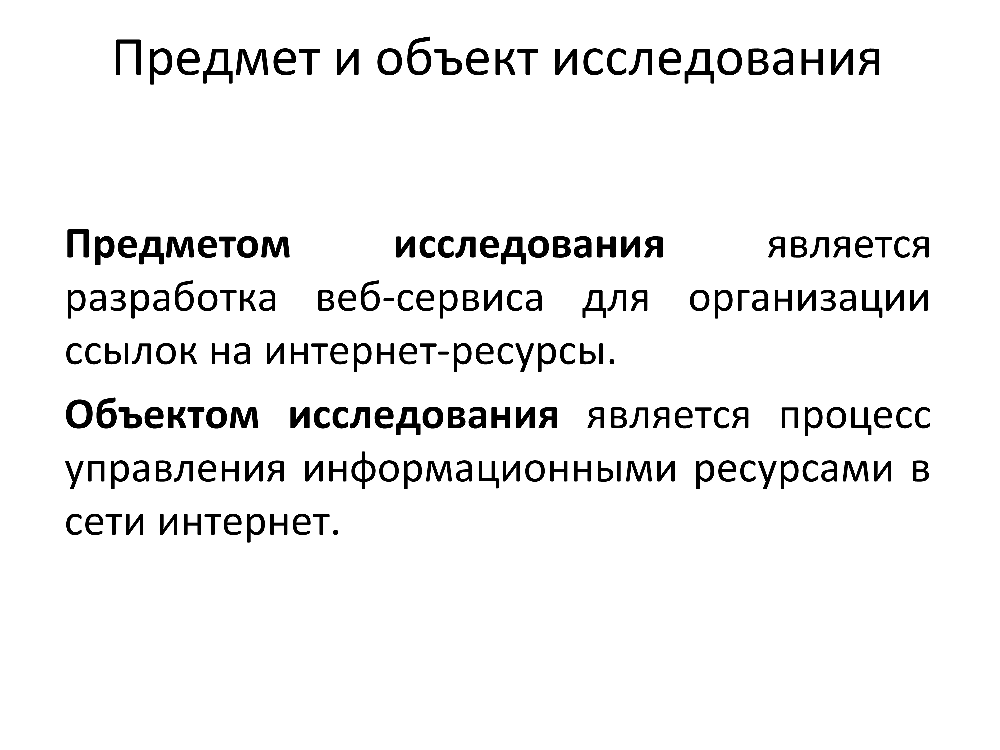 Предмет и объект исследования
Предметом исследования является
разработка веб-сервиса для организации
ссылок на интернет-ресурсы.
Объектом исследования является процесс
управления информационными ресурсами в
сети интернет.